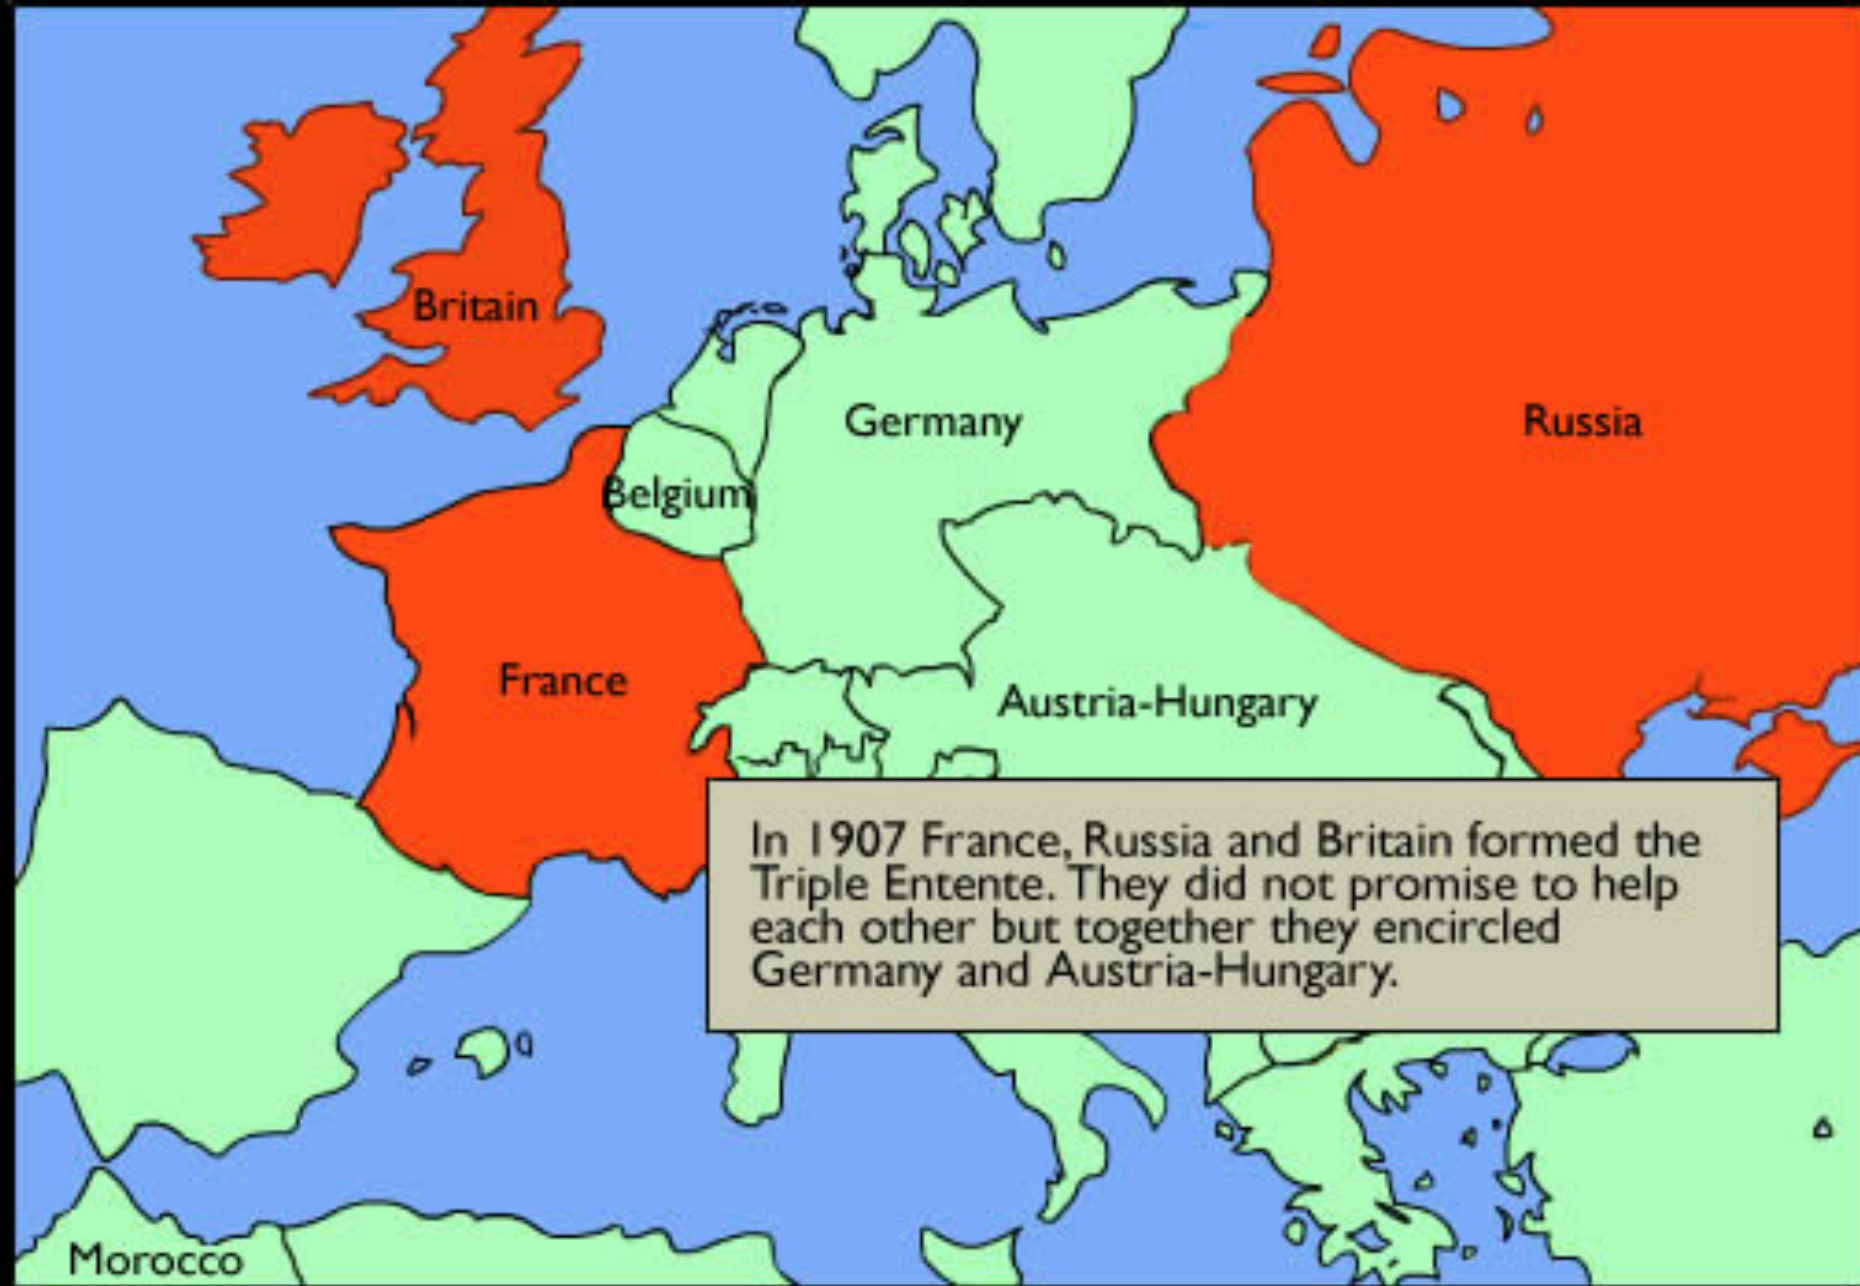 Britain
Germany
Russia
Belgium
France
Austria-Hungary
In 1907 France, Russia and Britain formed the
Triple Entente. They did not promise to help
each other but together they encircled
Germany and Austria-Hungary.
Morocco